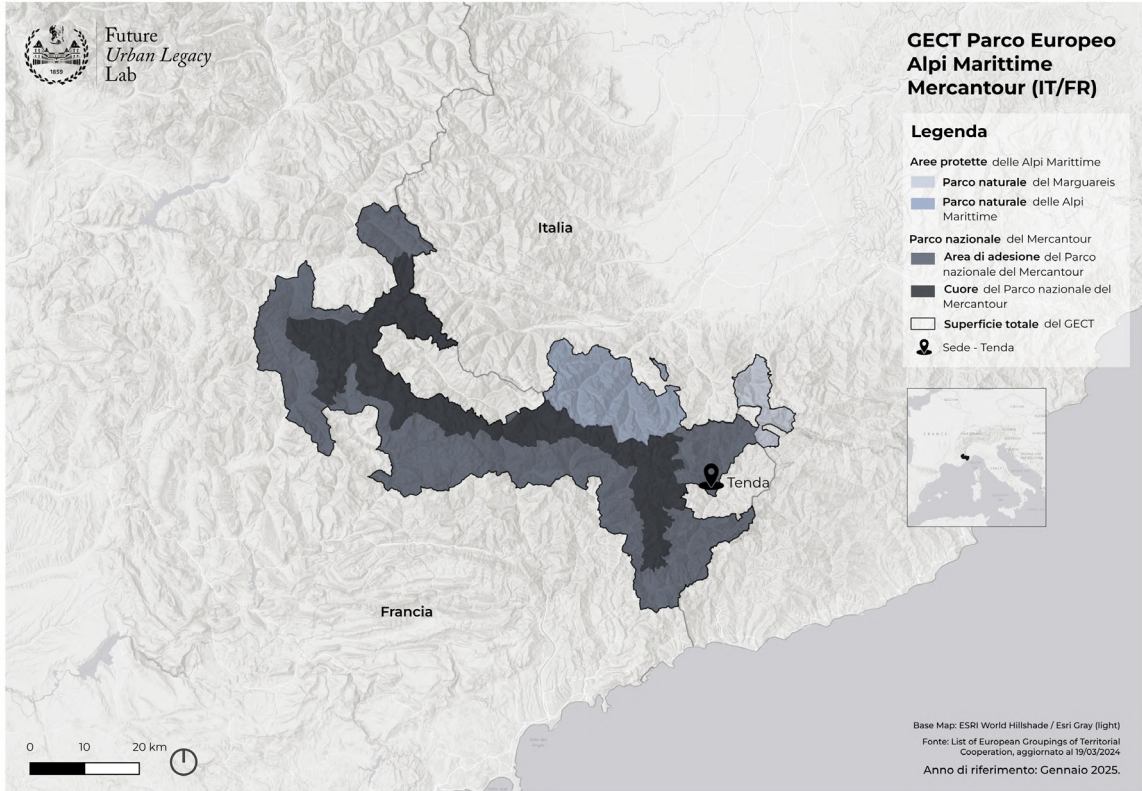 Future
Urban Legacy
Lab
1859
GECT Parco Europeo
Alpi Marittime
Mercantour (IT/FR)
Legenda
Aree protette delle Alpi Marittime
Parco naturale del Marguareis
Parco naturale delle Alpi
Marittime
Parco nazionale del Mercantour
Area di adesione del Parco
nazionale del Mercantour
Cuore del Parco nazionale del
Mercantour
Superficie totale del GECT
Sede - Tenda
Italia
Tenda
Francia
0 10 20 km
Base Map: ESRI World Hillshade / Esri Gray (light)
Fonte: List of European Groupings of Territorial
Cooperation, aggiornato al 19/03/2024
Anno di riferimento: Gennaio 2025.